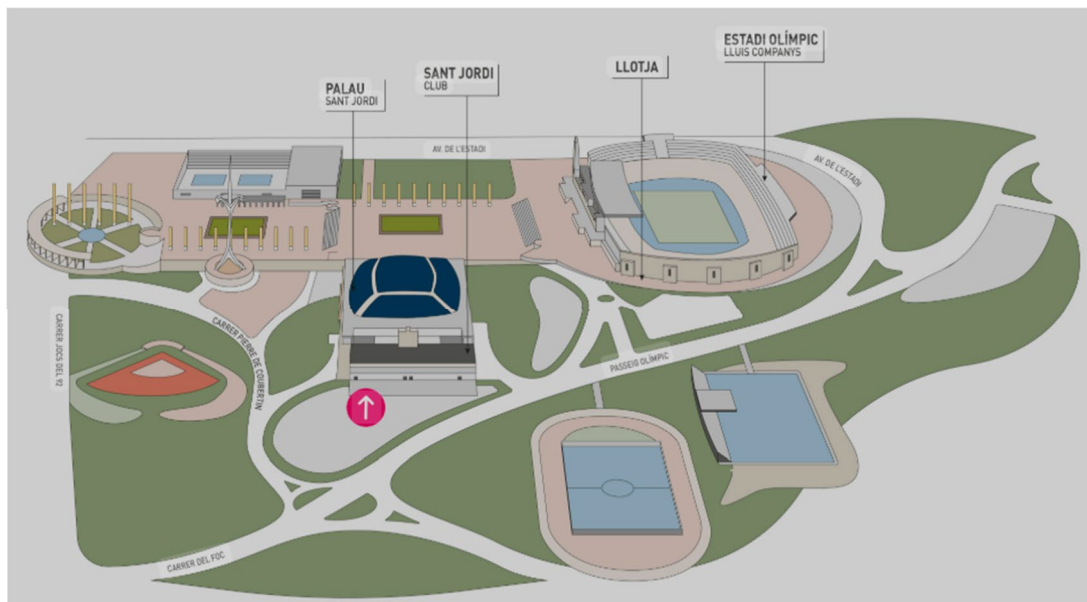 ESTADI OLÍMPIC
LLUIS COMPANYS
LLOTJA
SANT JORDI
CLUB
PALAU
SANT JORDI
AV. DE L'ESTADI
AV. DE L'ESTADI
CARRER JOCS DEL 92
CARRER PIERRE DE COUBERTIN
PASSEIG OLÍMPIC
CARRER DEL FOC